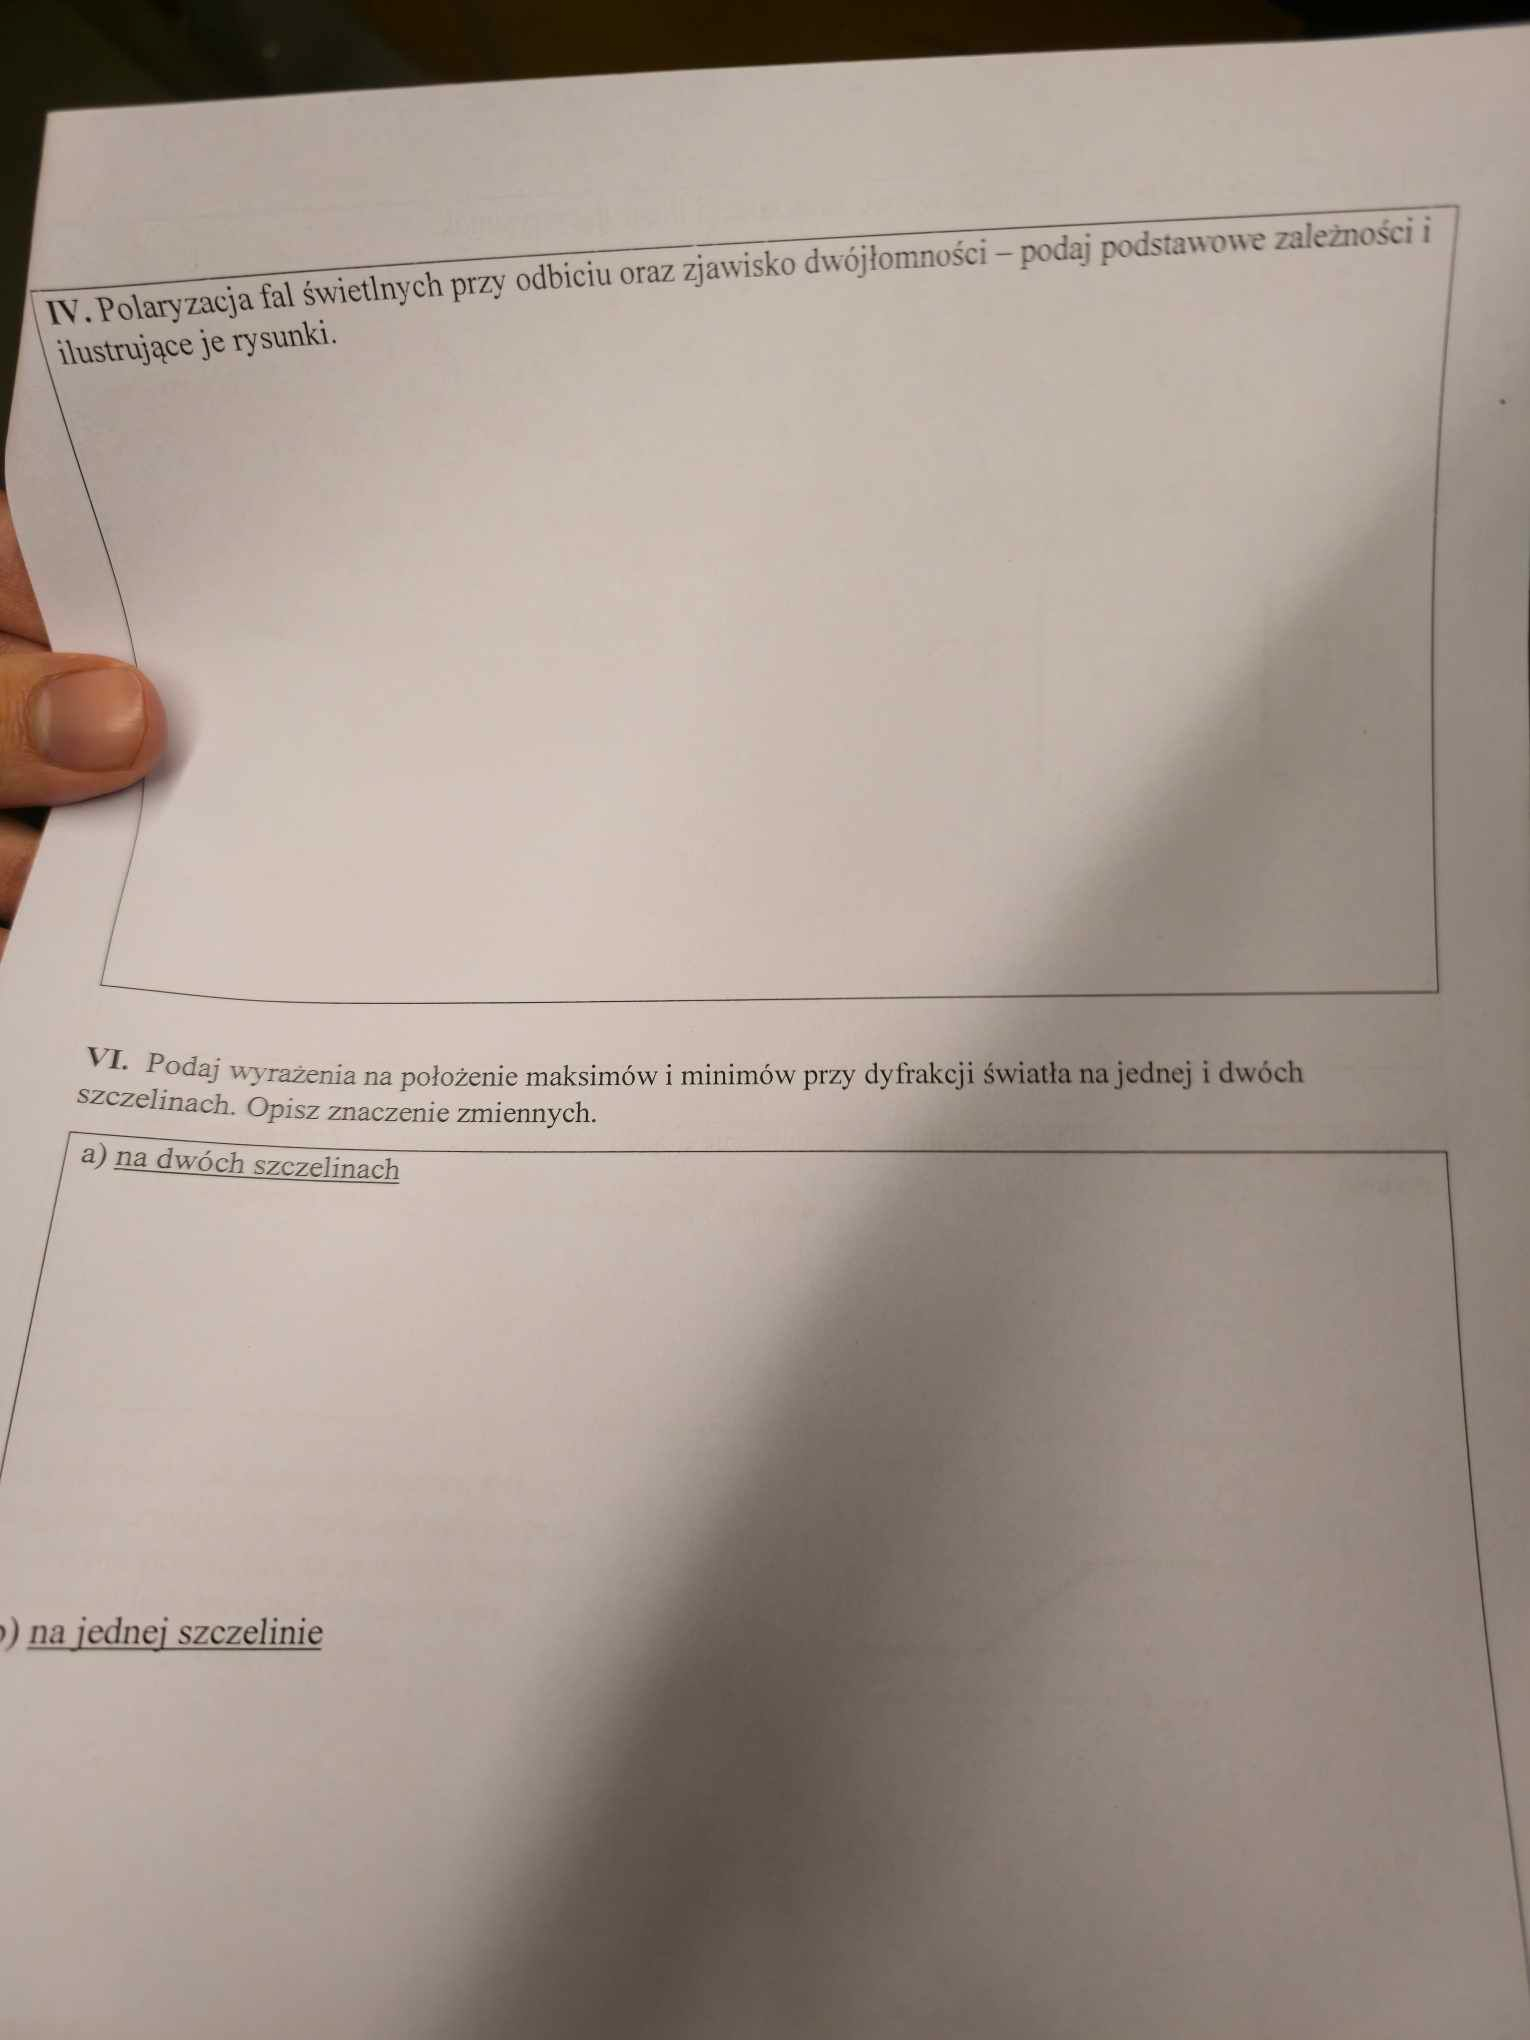 IV. Polaryzacja fal świetlnych przy odbiciu oraz zjawisko dwójłomności – podaj podstawowe zależności i
ilustrujące je rysunki.
VI. Podaj wyrażenia na położenie maksimów i minimów przy dyfrakcji światła na jednej i dwóch
szczelinach. Opisz znaczenie zmiennych.
a) na dwóch szczelinach
) na jednej szczelinie